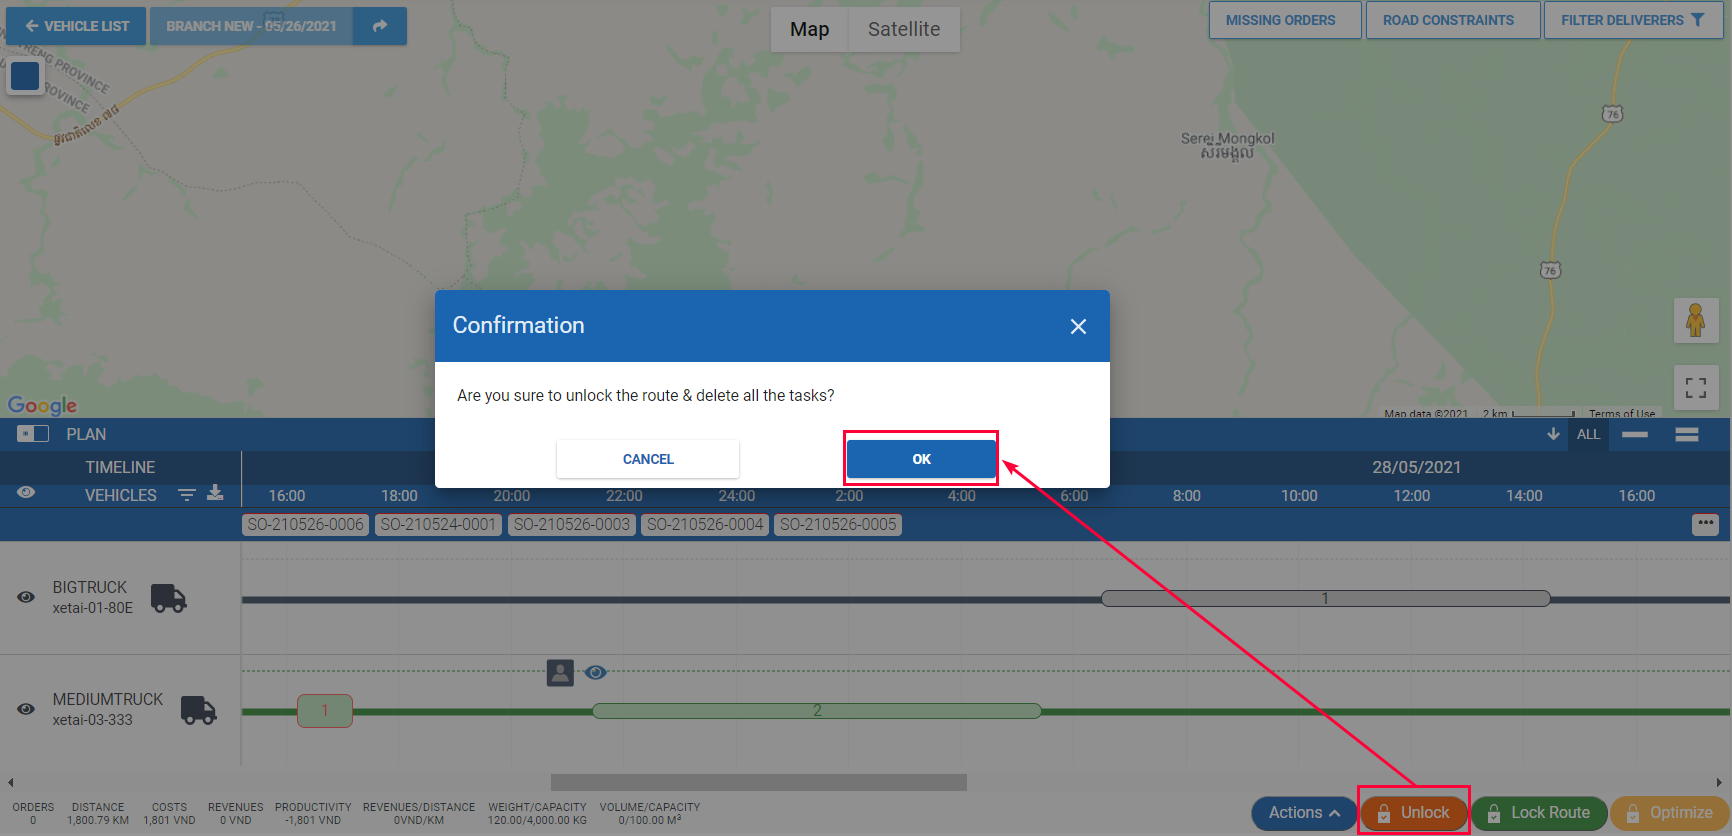 VEHICLE LIST
BRANCH NEW - 05/26/2021
Map
Satellite
MISSING ORDERS
ROAD CONSTRAINTS
FILTER DELIVERERS
PROVINCE
PROVINCE
76
Serei Mongkol
សិរីមង្គល
76
Confirmation
Are you sure to unlock the route & delete all the tasks?
CANCEL
OK
Google
Map data ©2021
2 km
Terms of Use
PLAN
ALL
TIMELINE
28/05/2021
VEHICLES
16:00 18:00 20:00 22:00 24:00 2:00 4:00 6:00 8:00 10:00 12:00 14:00 16:00
SO-210526-0006 SO-210524-0001 SO-210526-0003 SO-210526-0004 SO-210526-0005
BIGTRUCK
xetai-01-80E
1
MEDIUMTRUCK
xetai-03-333
1
2
ORDERS DISTANCE COSTS REVENUES PRODUCTIVITY REVENUES/DISTANCE WEIGHT/CAPACITY VOLUME/CAPACITY
0 1,800.79 KM 1,801 VND 0 VND -1,801 VND 0VND/KM 120.00/4,000.00 KG 0/100.00 M³
Actions
Unlock
Lock Route
Optimize